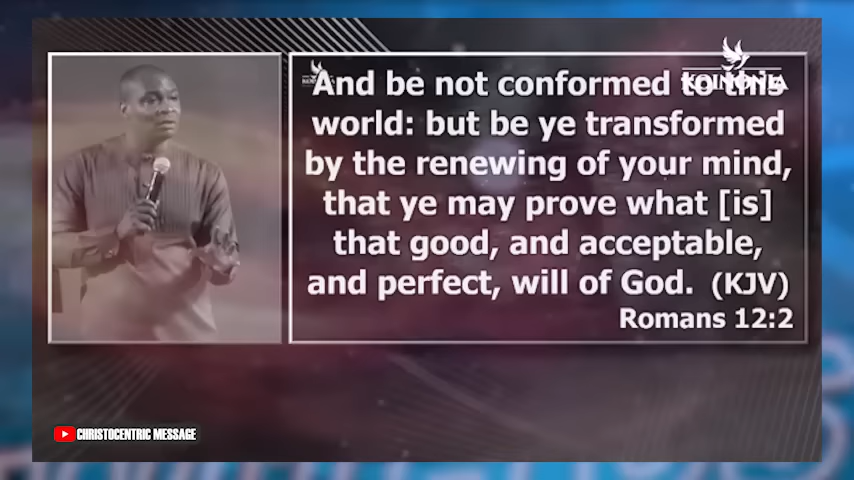 KOINONIA
And be not conformed to this
world: but be ye transformed
by the renewing of your mind,
that ye may prove what [is]
that good, and acceptable,
and perfect, will of God. (KJV)
Romans 12:2
CHRISTOCENTRIC MESSAGE